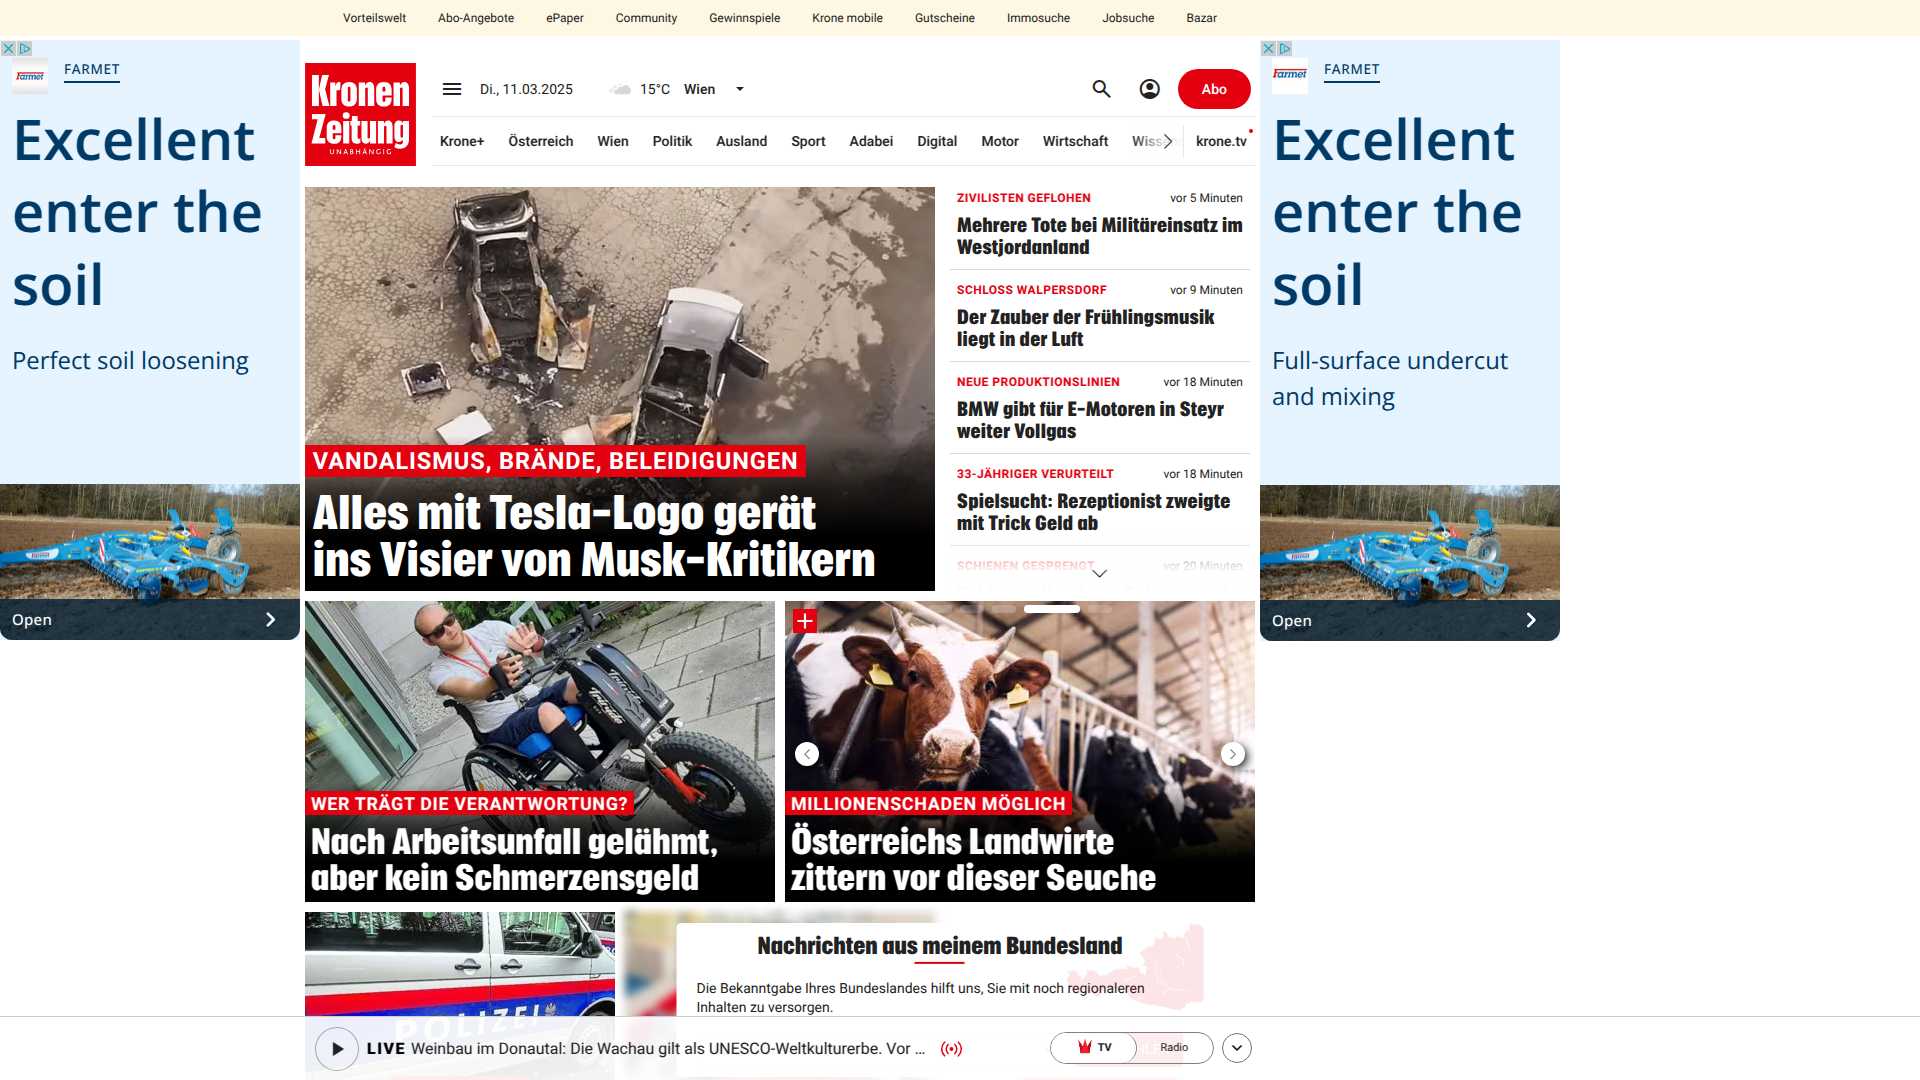 Vorteilswelt Abo-Angebote ePaper Community Gewinnspiele Krone mobile Gutscheine Immosuche Jobsuche Bazar
Farmet
FARMET
Excellent
enter the
soil
Perfect soil loosening
Open
Kronen
Zeitung
UNABHÄNGIG
Di., 11.03.2025 15°C Wien
Abo
Krone+ Österreich Wien Politik Ausland Sport Adabei Digital Motor Wirtschaft krone.tv
VANDALISMUS, BRÄNDE, BELEIDIGUNGEN
Alles mit Tesla-Logo gerät
ins Visier von Musk-Kritikern
ZIVILISTEN GEFLOHEN vor 5 Minuten
Mehrere Tote bei Militäreinsatz im
Westjordanland
SCHLOSS WALPERSDORF vor 9 Minuten
Der Zauber der Frühlingsmusik
liegt in der Luft
NEUE PRODUKTIONSLINIEN vor 18 Minuten
BMW gibt für E-Motoren in Steyr
weiter Vollgas
33-JÄHRIGER VERURTEILT vor 18 Minuten
Spielsucht: Rezeptionist zweigte
mit Trick Geld ab
SCHIENEN GESPRENGT vor 20 Minuten
WER TRÄGT DIE VERANTWORTUNG?
Nach Arbeitsunfall gelähmt,
aber kein Schmerzensgeld
MILLIONENSCHADEN MÖGLICH
Österreichs Landwirte
zittern vor dieser Seuche
Nachrichten aus meinem Bundesland
Die Bekanntgabe Ihres Bundeslandes hilft uns, Sie mit noch regionaleren
Inhalten zu versorgen.
POLIZEI
LIVE Weinbau im Donautal: Die Wachau gilt als UNESCO-Weltkulturerbe. Vor ...
TV Radio
Farmet
FARMET
Excellent
enter the
soil
Full-surface undercut
and mixing
Open